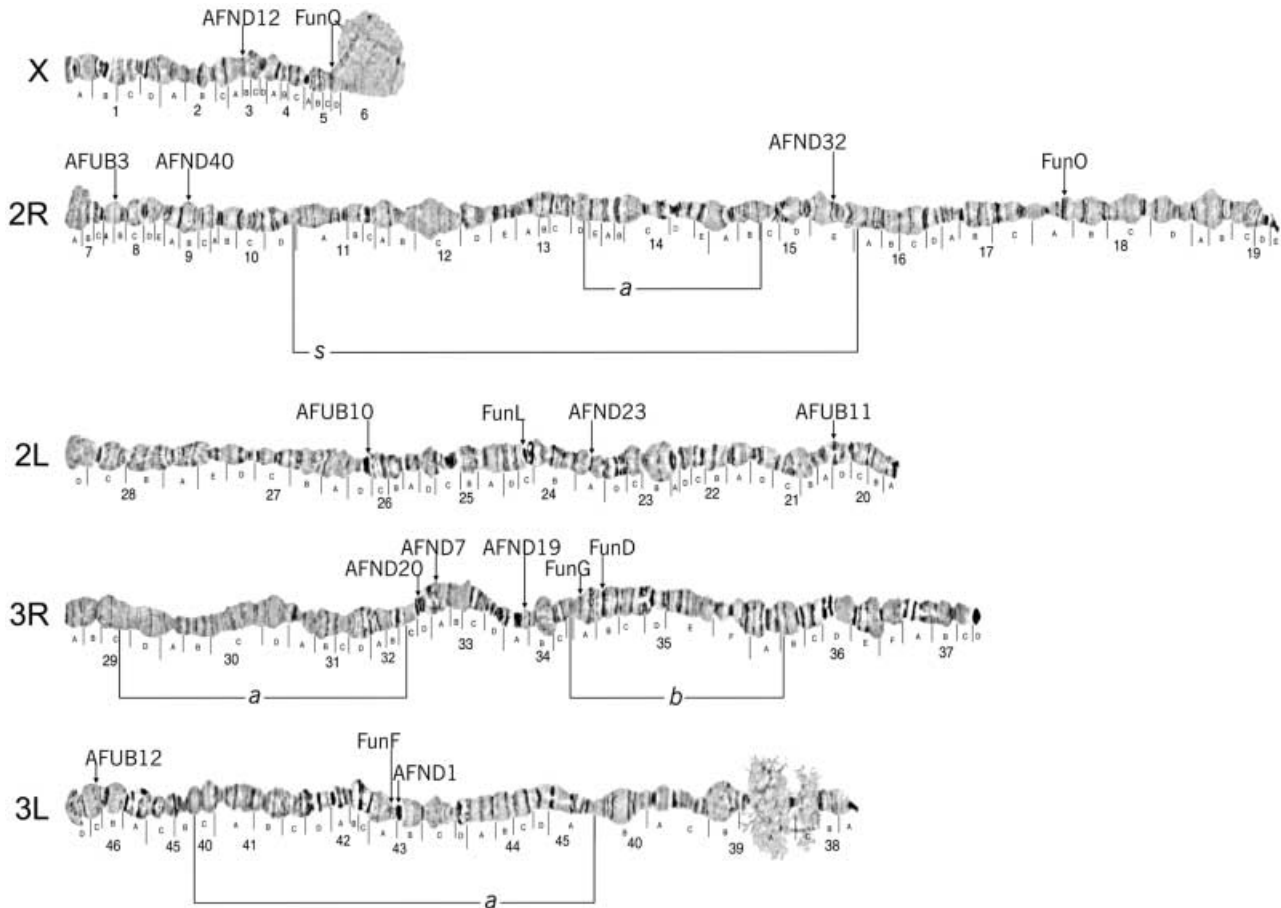 AFND12 FunQ
X
A B C D A B C A B C D A B C A B C D
1 2 3 4 5 6
AFUB3 AFND40 AFND32 FunO
2R
A B C A B C D E A B C A B C D A B C A B C D E A B C D E A B C D E A B C D E A B C D A B C A B C D A B C D E
7 8 9 10 11 12 13 14 15 16 17 18 19
a
s
AFUB10 FunL AFND23 AFUB11
2L
D C B A E D C B A D C B A D C B A D C B A D C B A D C B A D C B A D C B A
28 27 26 25 24 23 22 21 20
AFND7 AFND19 FunD
AFND20 FunG
3R
A B C D A B C D A B C D A B C D A B C D A B C A B C D E F A B C D E F A B C D
29 30 31 32 33 34 35 36 37
a b
FunF
AFUB12 AFND1
3L
D C B A C B C A B C D A B C A B C D A B C D A B A C B C B A
46 45 40 41 42 43 44 45 40 39 38
a